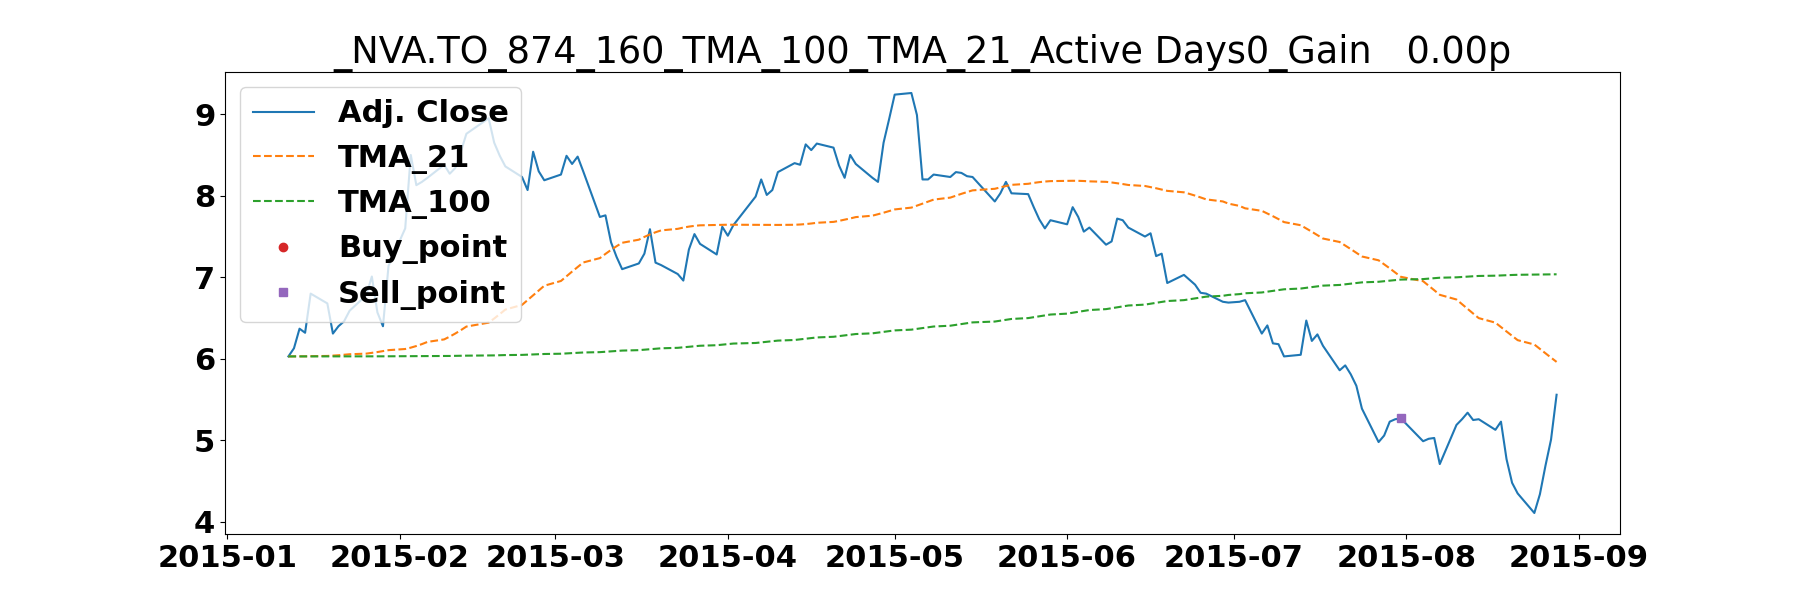 _NVA.TO_874_160_TMA_100_TMA_21_Active Days0_Gain   0.00p
Adj. Close
TMA_21
TMA_100
Buy_point
Sell_point
9
8
7
6
5
4
2015-01 2015-02 2015-03 2015-04 2015-05 2015-06 2015-07 2015-08 2015-09